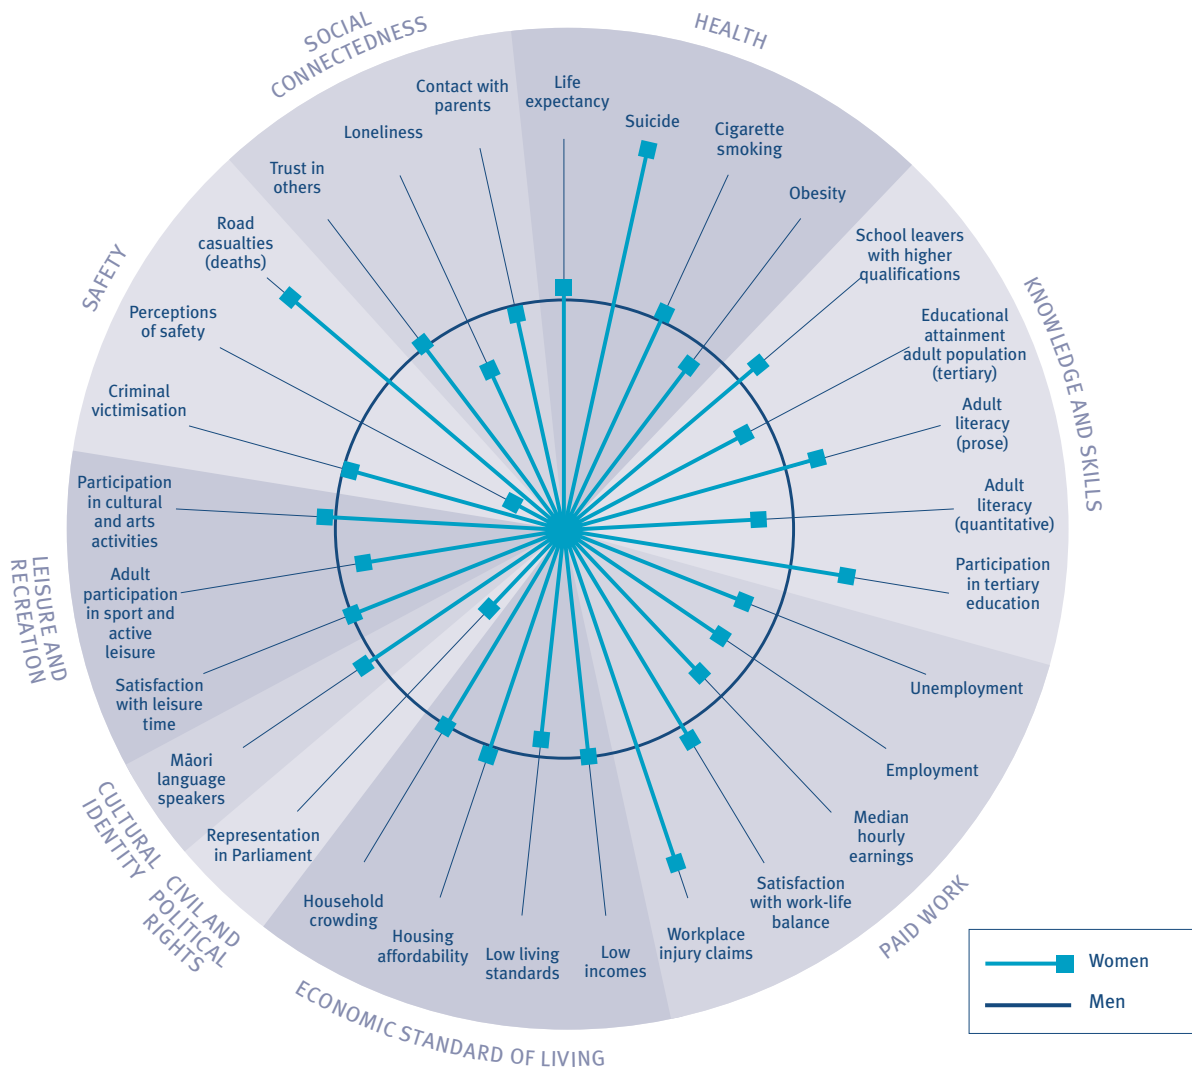 HEALTH
Life
expectancy
Suicide
Cigarette
smoking
Obesity
KNOWLEDGE AND SKILLS
School leavers
with higher
qualifications
Educational
attainment
adult population
(tertiary)
Adult
literacy
(prose)
Adult
literacy
(quantitative)
Participation
in tertiary
education
PAID WORK
Unemployment
Employment
Median
hourly
earnings
Satisfaction
with work-life
balance
Workplace
injury claims
ECONOMIC STANDARD OF LIVING
Low
incomes
Low living
standards
Housing
affordability
Household
crowding
CIVIL AND
POLITICAL
RIGHTS
Representation
in Parliament
CULTURAL
IDENTITY
Māori
language
speakers
LEISURE AND
RECREATION
Satisfaction
with leisure
time
Adult
participation
in sport and
active
leisure
Participation
in cultural
and arts
activities
SAFETY
Criminal
victimisation
Perceptions
of safety
Road
casualties
(deaths)
SOCIAL
CONNECTEDNESS
Trust in
others
Loneliness
Contact with
parents
Women
Men